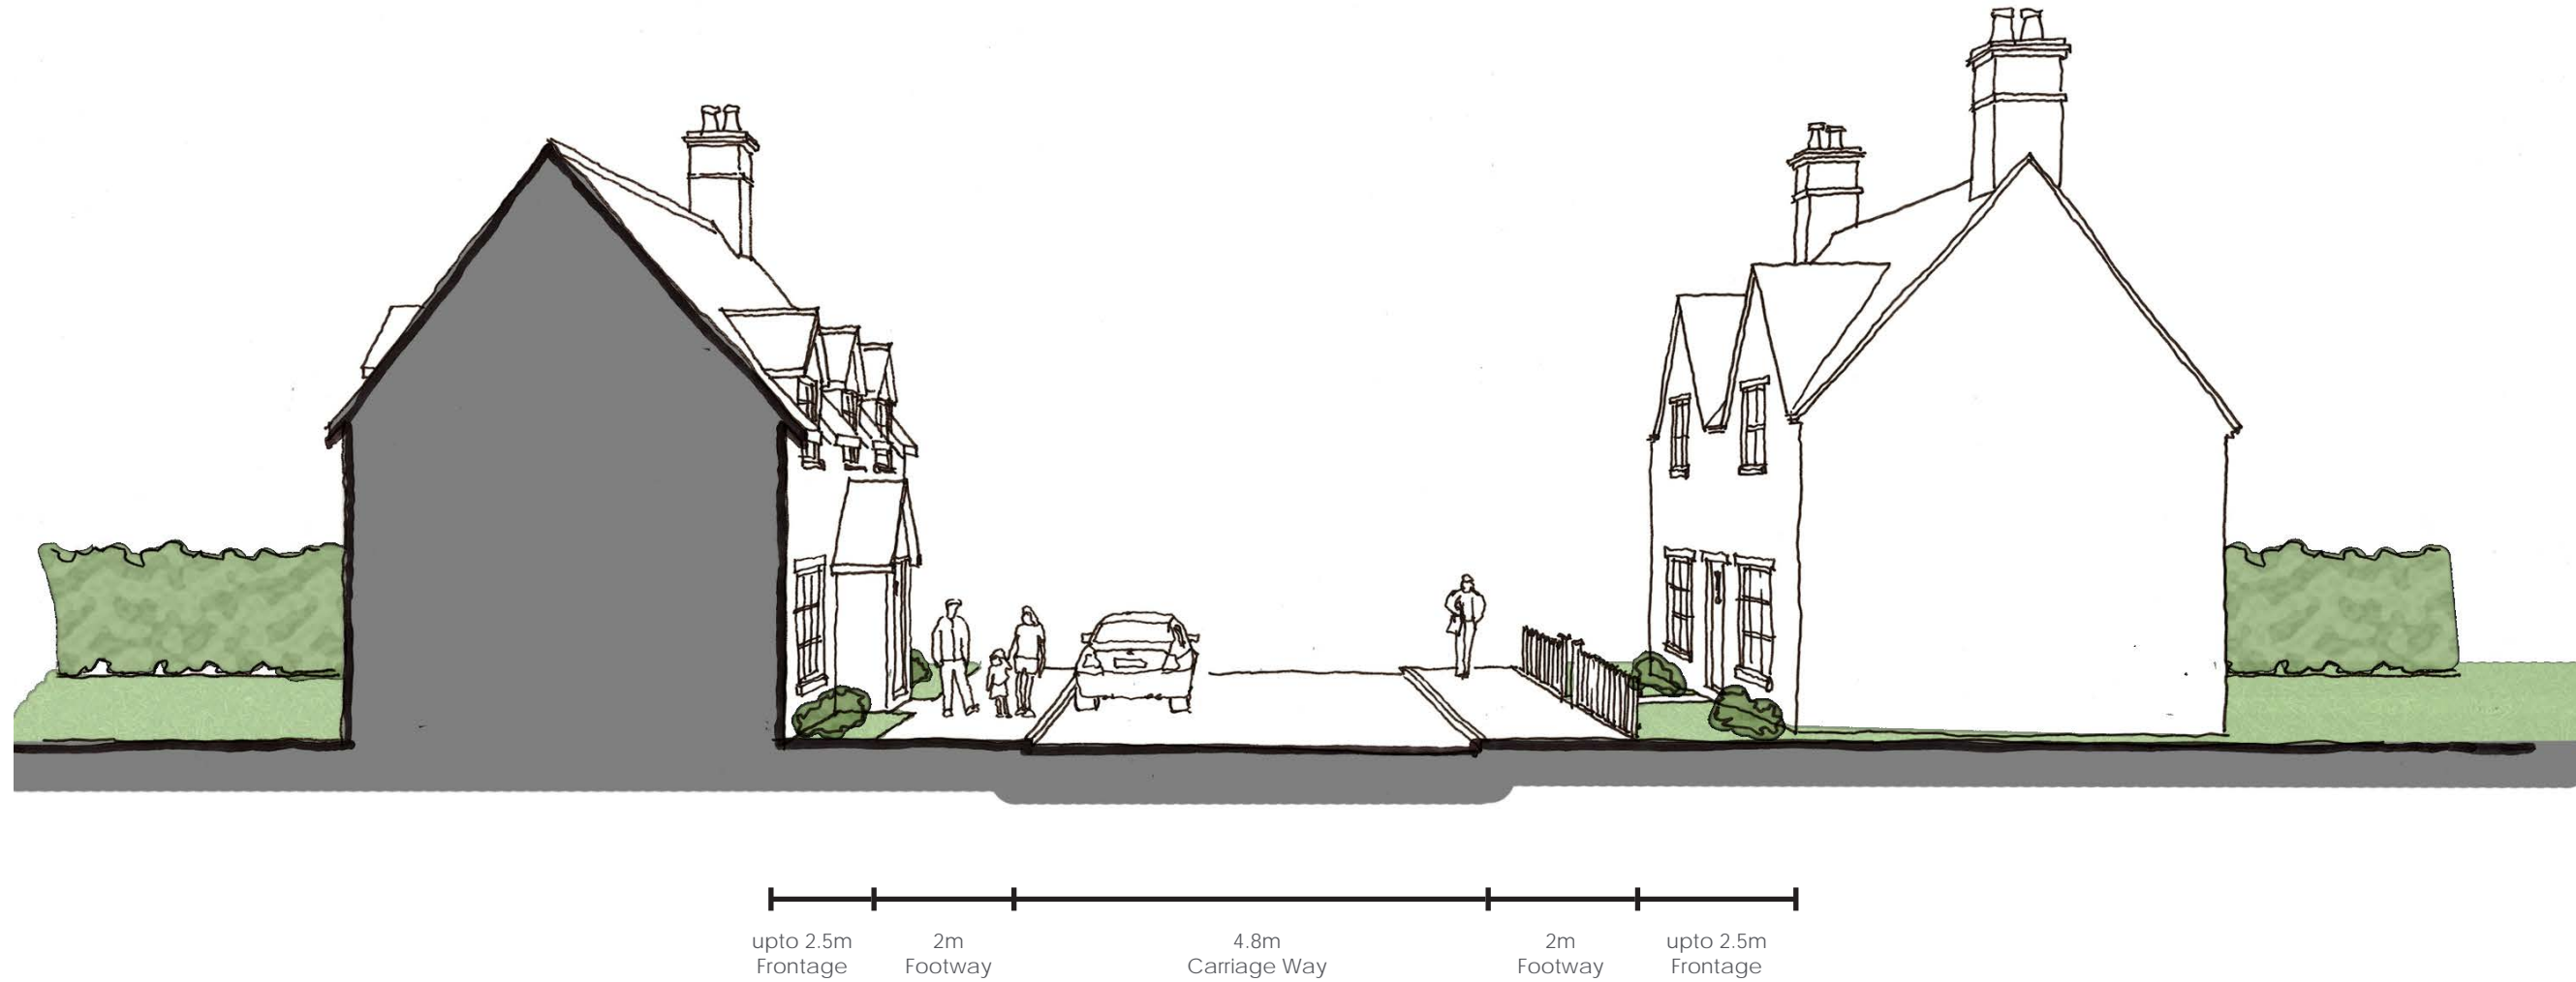 upto 2.5m
Frontage
2m
Footway
4.8m
Carriage Way
2m
Footway
upto 2.5m
Frontage